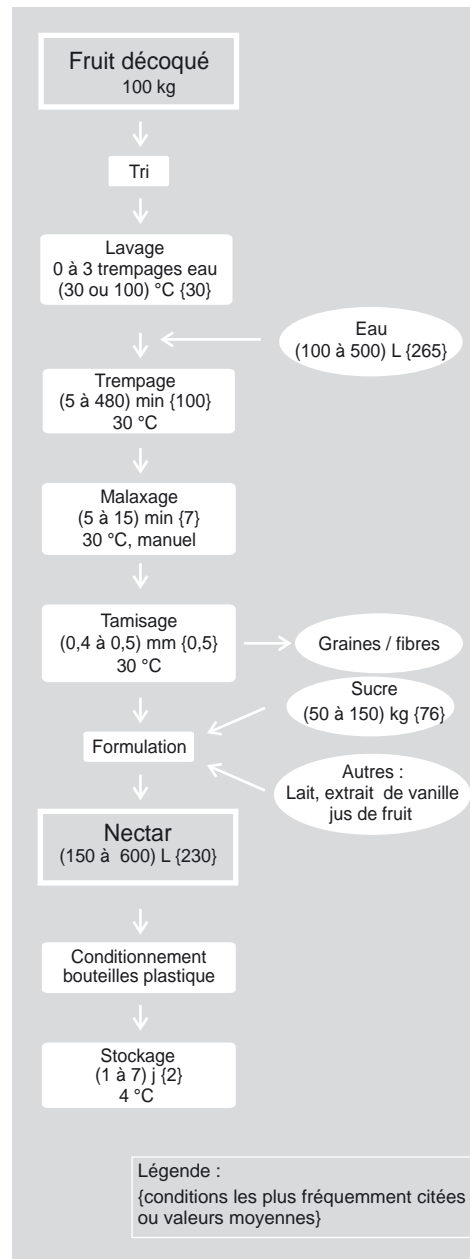 Fruit décoqué
100 kg
Tri
Lavage
0 à 3 trempages eau
(30 ou 100) °C {30}
Eau
(100 à 500) L {265}
Trempage
(5 à 480) min {100}
30 °C
Malaxage
(5 à 15) min {7}
30 °C, manuel
Tamisage
(0,4 à 0,5) mm {0,5}
30 °C
Graines / fibres
Sucre
(50 à 150) kg {76}
Formulation
Autres :
Lait, extrait de vanille
jus de fruit
Nectar
(150 à 600) L {230}
Conditionnement
bouteilles plastique
Stockage
(1 à 7) j {2}
4 °C
Légende :
{conditions les plus fréquemment citées
ou valeurs moyennes}